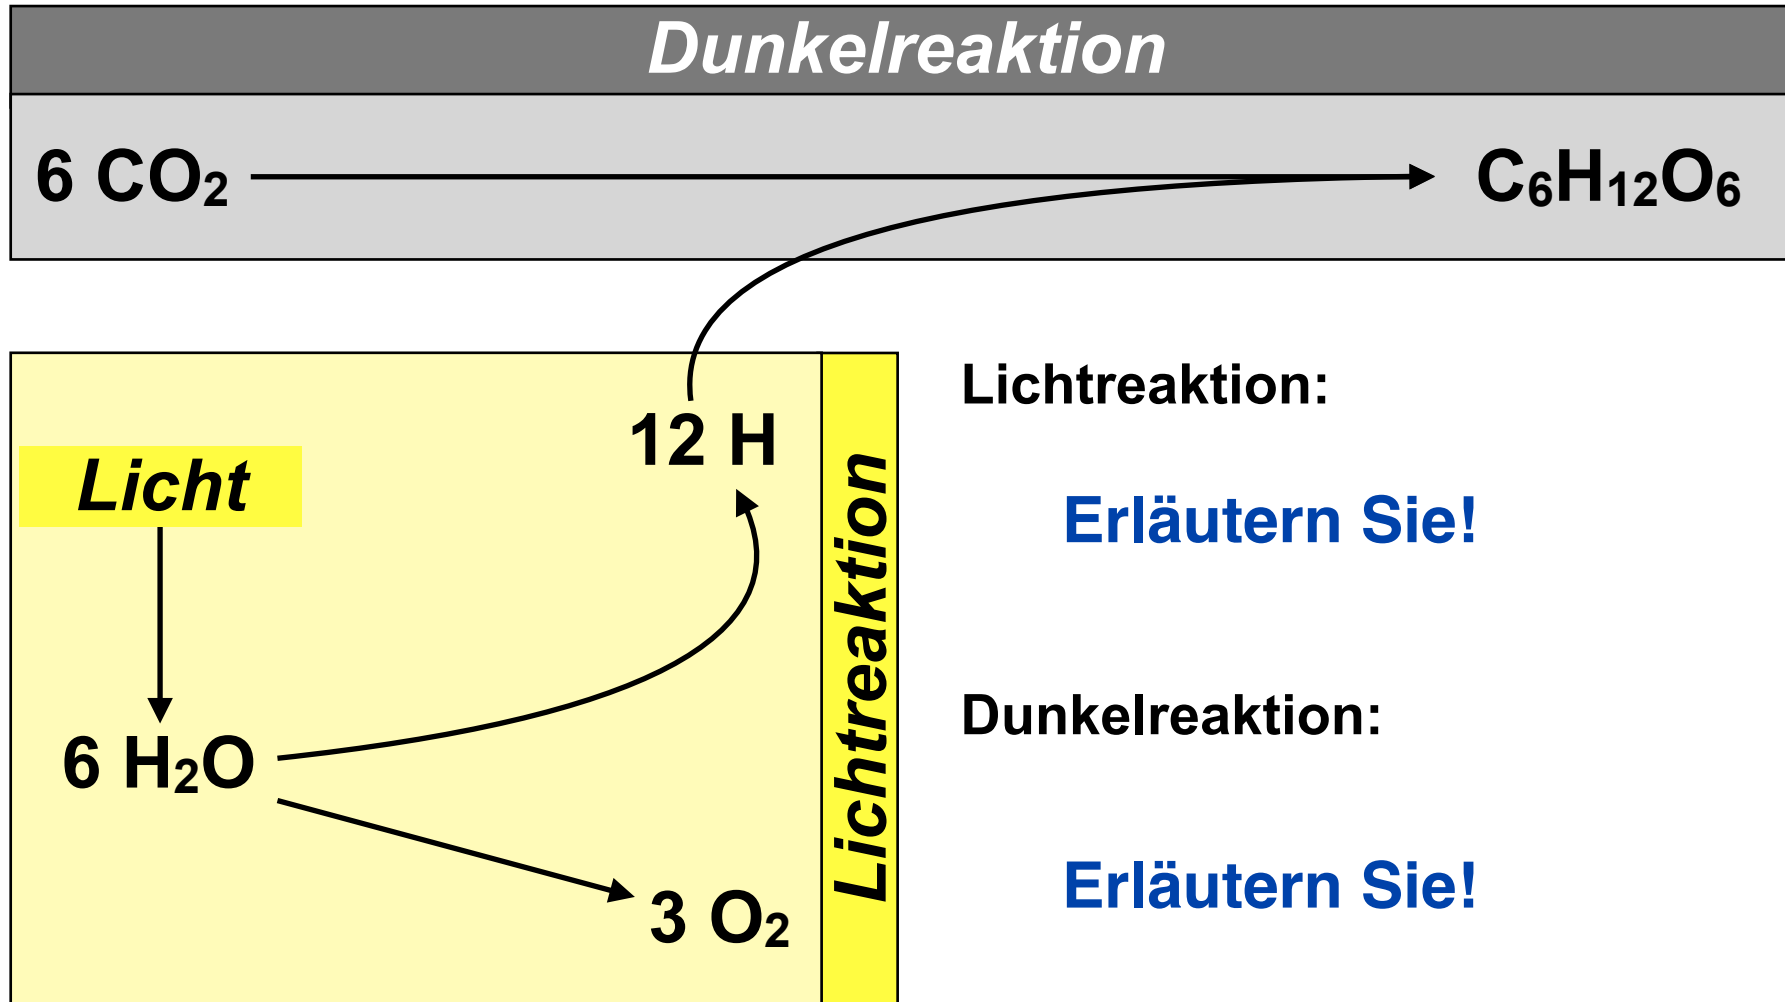 Dunkelreaktion
6 CO₂
C₆H₁₂O₆
12 H
Licht
6 H₂O
3 O₂
Lichtreaktion
Lichtreaktion:
Erläutern Sie!
Dunkelreaktion:
Erläutern Sie!